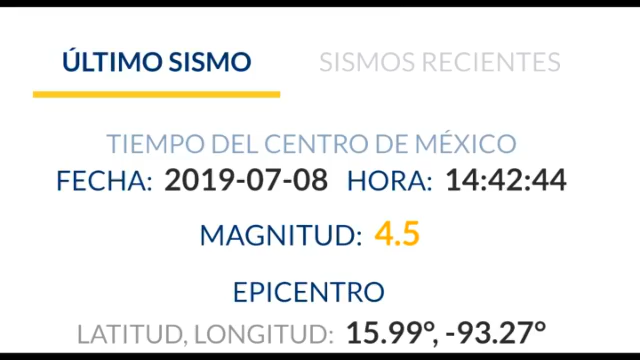 ÚLTIMO SISMO SISMOS RECIENTES
TIEMPO DEL CENTRO DE MÉXICO
FECHA: 2019-07-08 HORA: 14:42:44
MAGNITUD: 4.5
EPICENTRO
LATITUD, LONGITUD: 15.99°, -93.27°